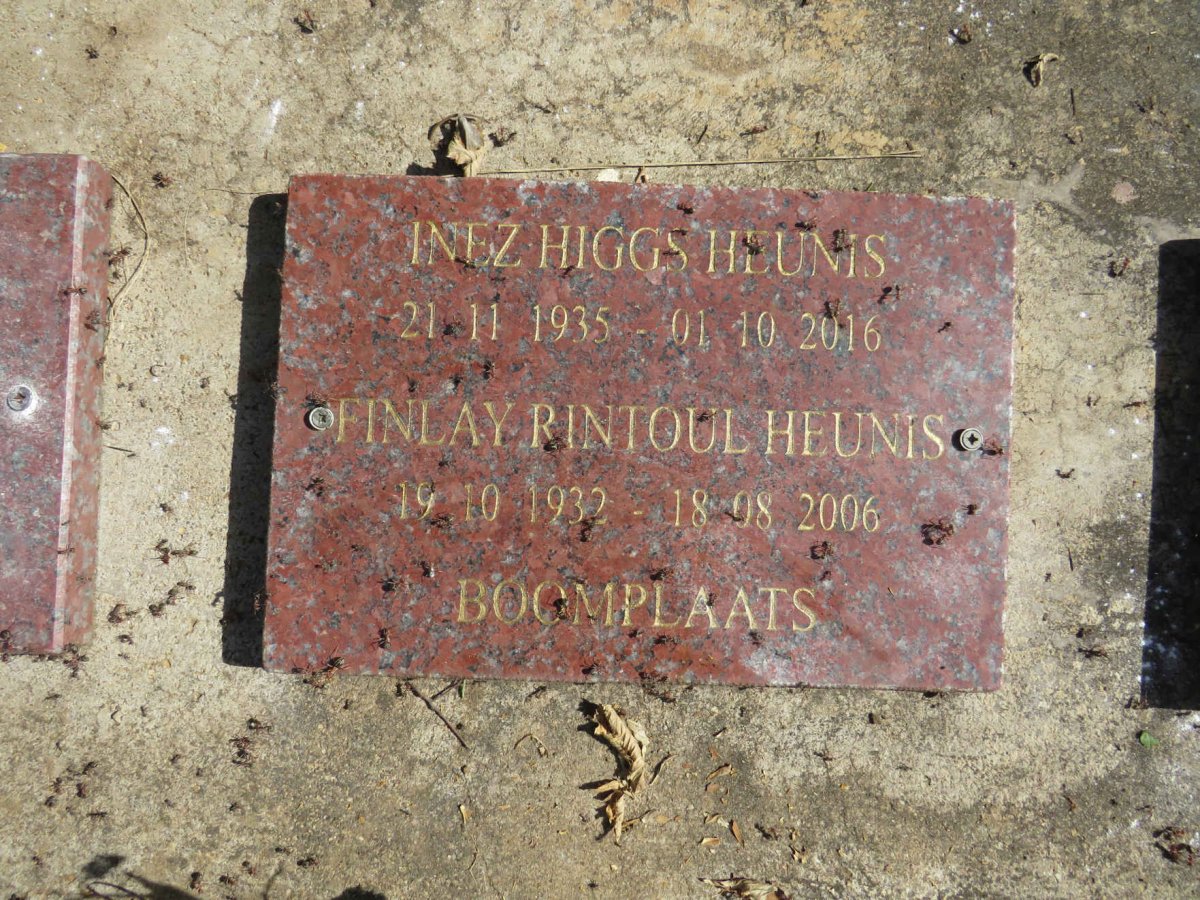 INEZ HIGGS HEUNIS
21 11 1935 - 01 10 2016
FINLAY RINTOUL HEUNIS
19 10 1932 - 18 08 2006
BOOMPLAATS